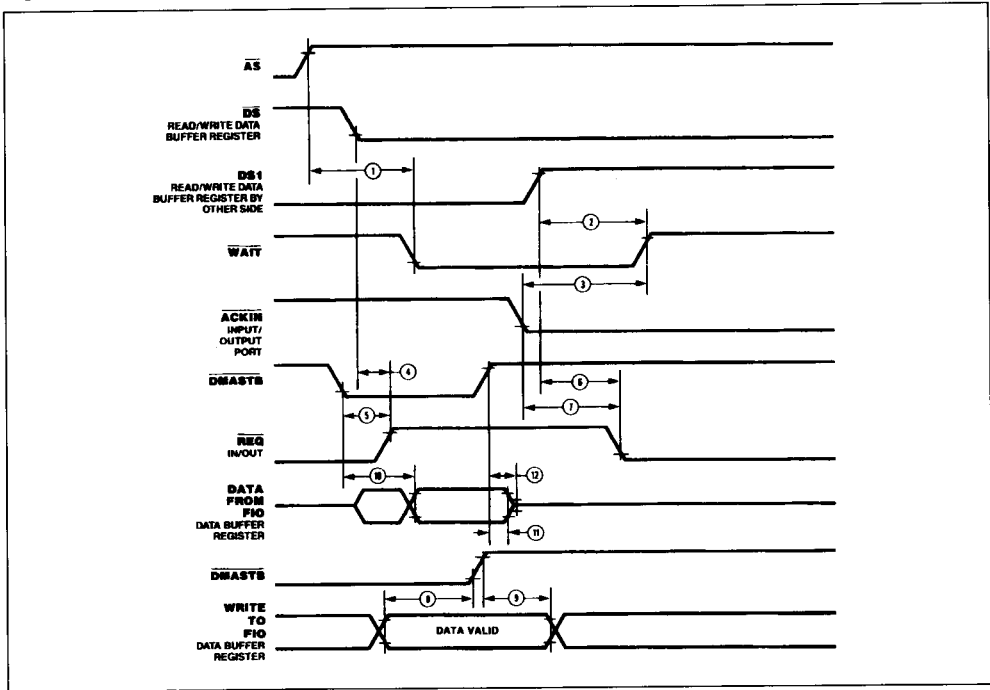 AS
DS
READ/WRITE DATA
BUFFER REGISTER
1
DS1
READ/WRITE DATA
BUFFER REGISTER BY
OTHER SIDE
2
WAIT
3
ACKIN
INPUT/
OUTPUT
PORT
4
DMASTB
6
5
7
REQ
IN/OUT
10
12
DATA
FROM
FIO
DATA BUFFER
REGISTER
11
DMASTB
8
9
WRITE
TO
FIO
DATA BUFFER
REGISTER
DATA VALID